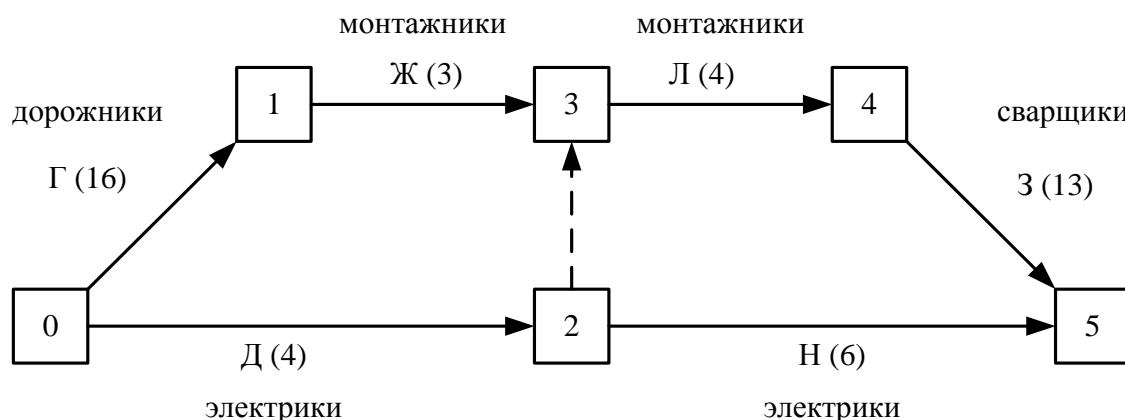 монтажники монтажники
Ж (3) Л (4)
1 3 4
дорожники сварщики
Г (16) З (13)
0 2 5
Д (4) Н (6)
электрики электрики